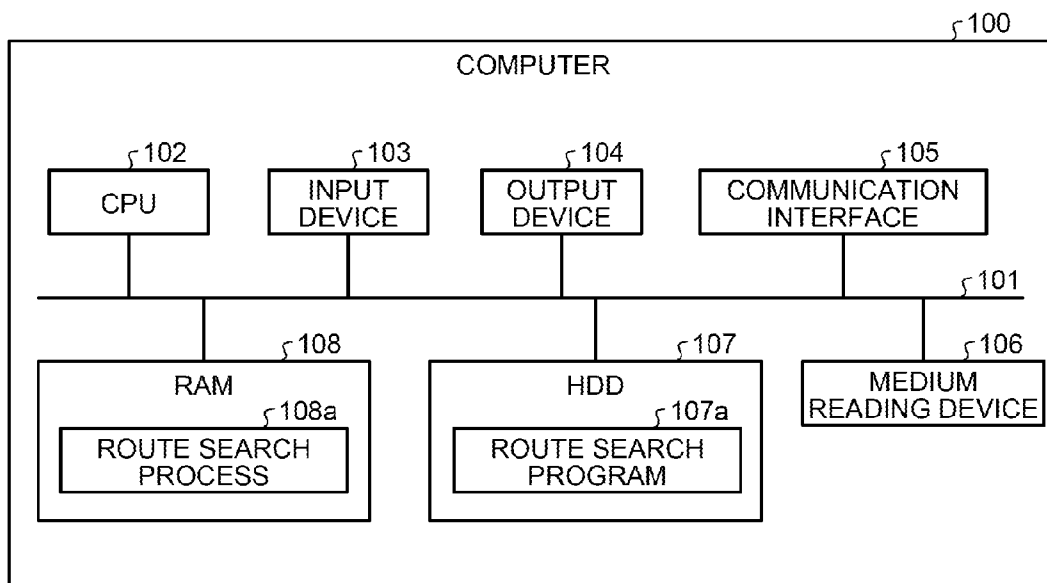 100
COMPUTER
102
103
104
105
CPU
INPUT
DEVICE
OUTPUT
DEVICE
COMMUNICATION
INTERFACE
101
108
107
106
RAM
HDD
MEDIUM
READING DEVICE
108a
107a
ROUTE SEARCH
PROCESS
ROUTE SEARCH
PROGRAM